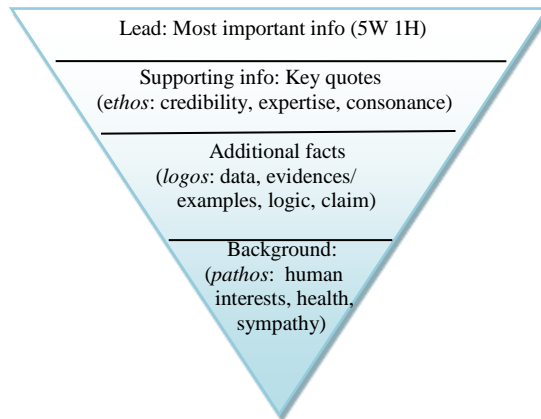 Lead: Most important info (5W 1H)
Supporting info: Key quotes
(ethos: credibility, expertise, consonance)
Additional facts
(logos: data, evidences/
examples, logic, claim)
Background:
(pathos: human
interests, health,
sympathy)